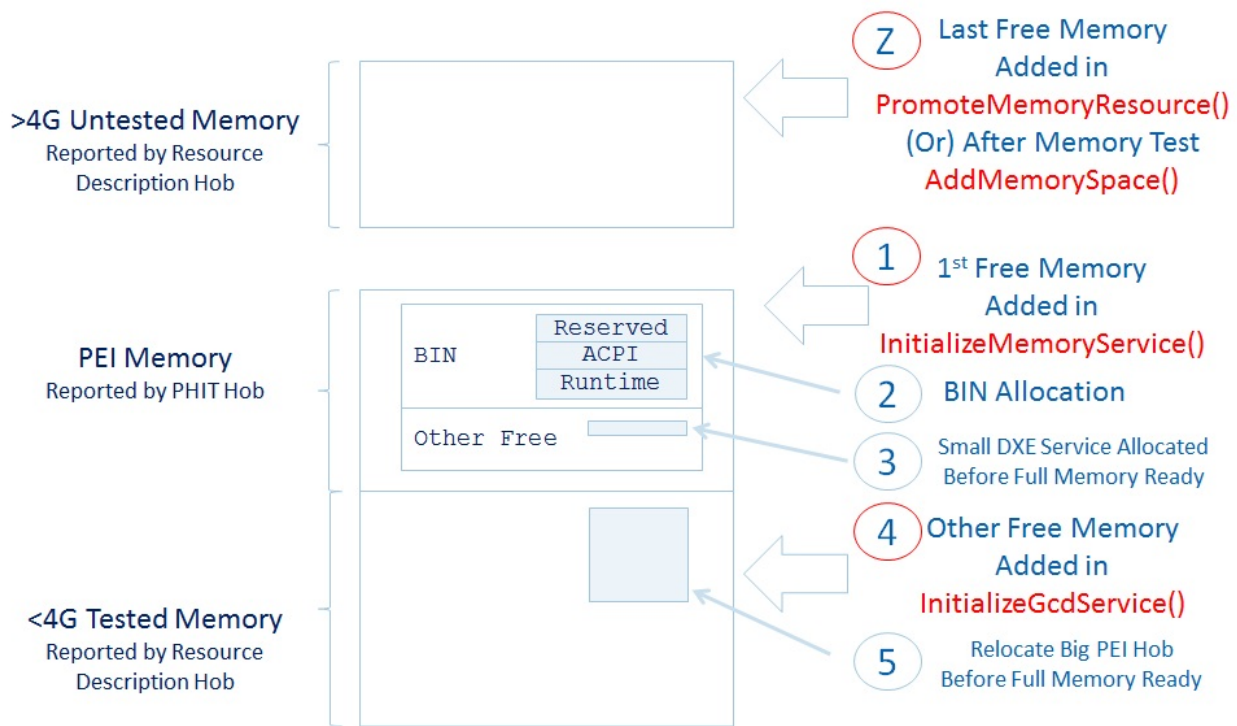 >4G Untested Memory
Reported by Resource
Description Hob
PEI Memory
Reported by PHIT Hob
<4G Tested Memory
Reported by Resource
Description Hob
BIN
Reserved
ACPI
Runtime
Other Free
Z
Last Free Memory
Added in
PromoteMemoryResource()
(Or) After Memory Test
AddMemorySpace()
1
1st Free Memory
Added in
InitializeMemoryService()
2
BIN Allocation
3
Small DXE Service Allocated
Before Full Memory Ready
4
Other Free Memory
Added in
InitializeGcdService()
5
Relocate Big PEI Hob
Before Full Memory Ready